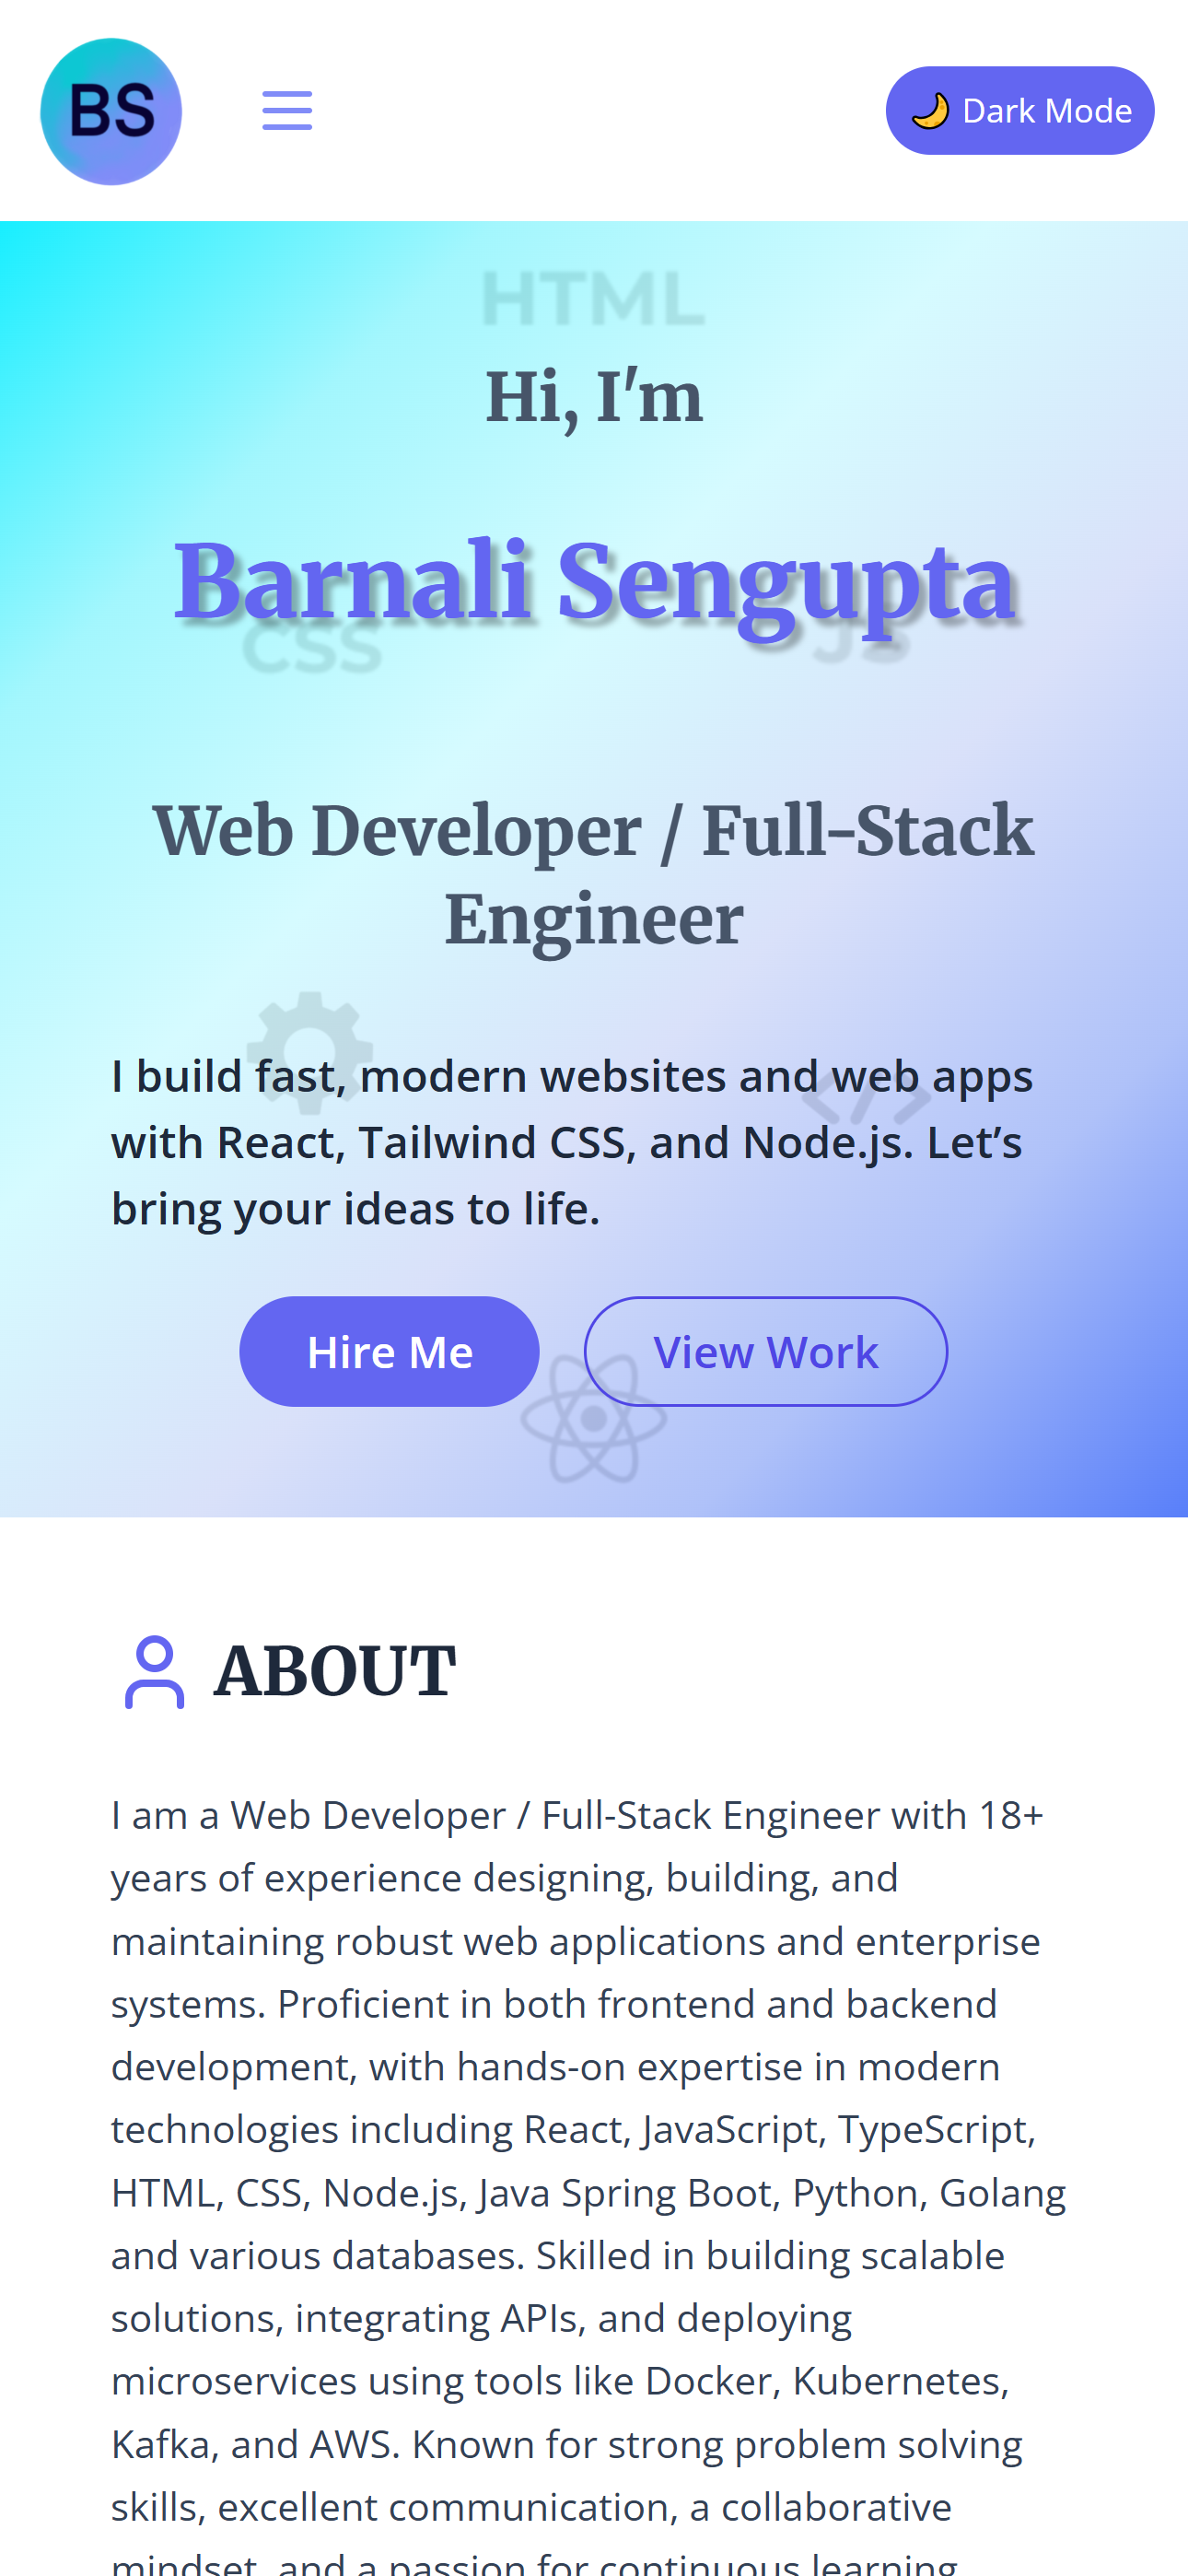 BS
🌙 Dark Mode
HTML
Hi, I'm
Barnali Sengupta
CSS
JS
Web Developer / Full-Stack
Engineer
I build fast, modern websites and web apps
with React, Tailwind CSS, and Node.js. Let’s
bring your ideas to life.
</>
Hire Me
View Work
ABOUT
I am a Web Developer / Full-Stack Engineer with 18+
years of experience designing, building, and
maintaining robust web applications and enterprise
systems. Proficient in both frontend and backend
development, with hands-on expertise in modern
technologies including React, JavaScript, TypeScript,
HTML, CSS, Node.js, Java Spring Boot, Python, Golang
and various databases. Skilled in building scalable
solutions, integrating APIs, and deploying
microservices using tools like Docker, Kubernetes,
Kafka, and AWS. Known for strong problem solving
skills, excellent communication, a collaborative
mindset, and a passion for continuous learning